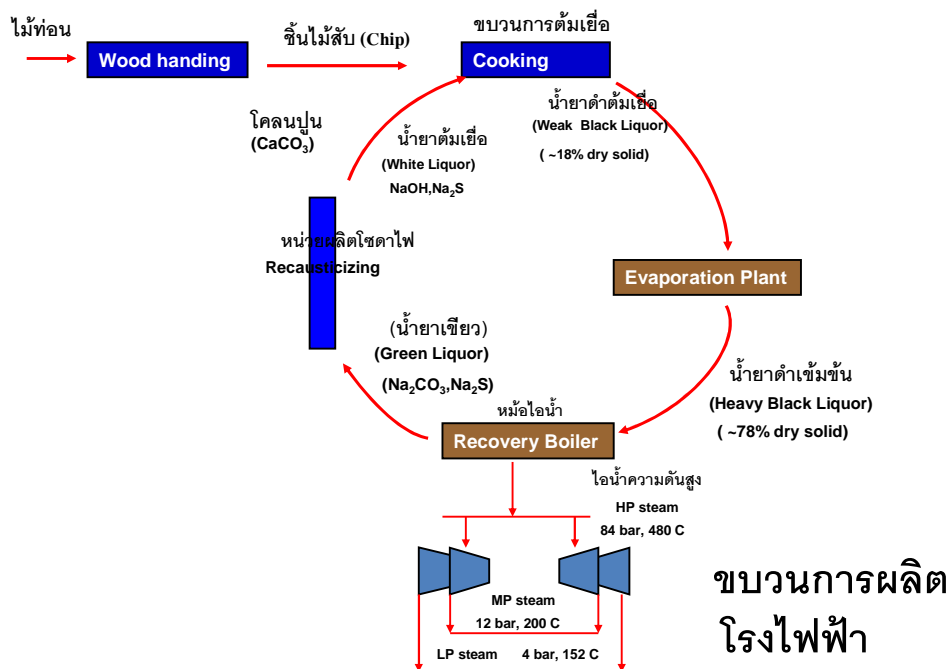 ไม้ท่อน
Wood handing
ชิ้นไม้สับ (Chip)
ขบวนการต้มเยื่อ
Cooking
น้ำยาดำต้มเยื่อ
(Weak Black Liquor)
( ~18% dry solid)
โคลนปูน
(CaCO₃)
น้ำยาต้มเยื่อ
(White Liquor)
NaOH,Na₂S
หน่วยผลิตโซดาไฟ
Recausticizing
Evaporation Plant
(น้ำยาเขียว)
(Green Liquor)
(Na₂CO₃,Na₂S)
น้ำยาดำเข้มข้น
(Heavy Black Liquor)
( ~78% dry solid)
หม้อไอน้ำ
Recovery Boiler
ไอน้ำความดันสูง
HP steam
84 bar, 480 C
MP steam
12 bar, 200 C
LP steam 4 bar, 152 C
ขบวนการผลิต
โรงไฟฟ้า